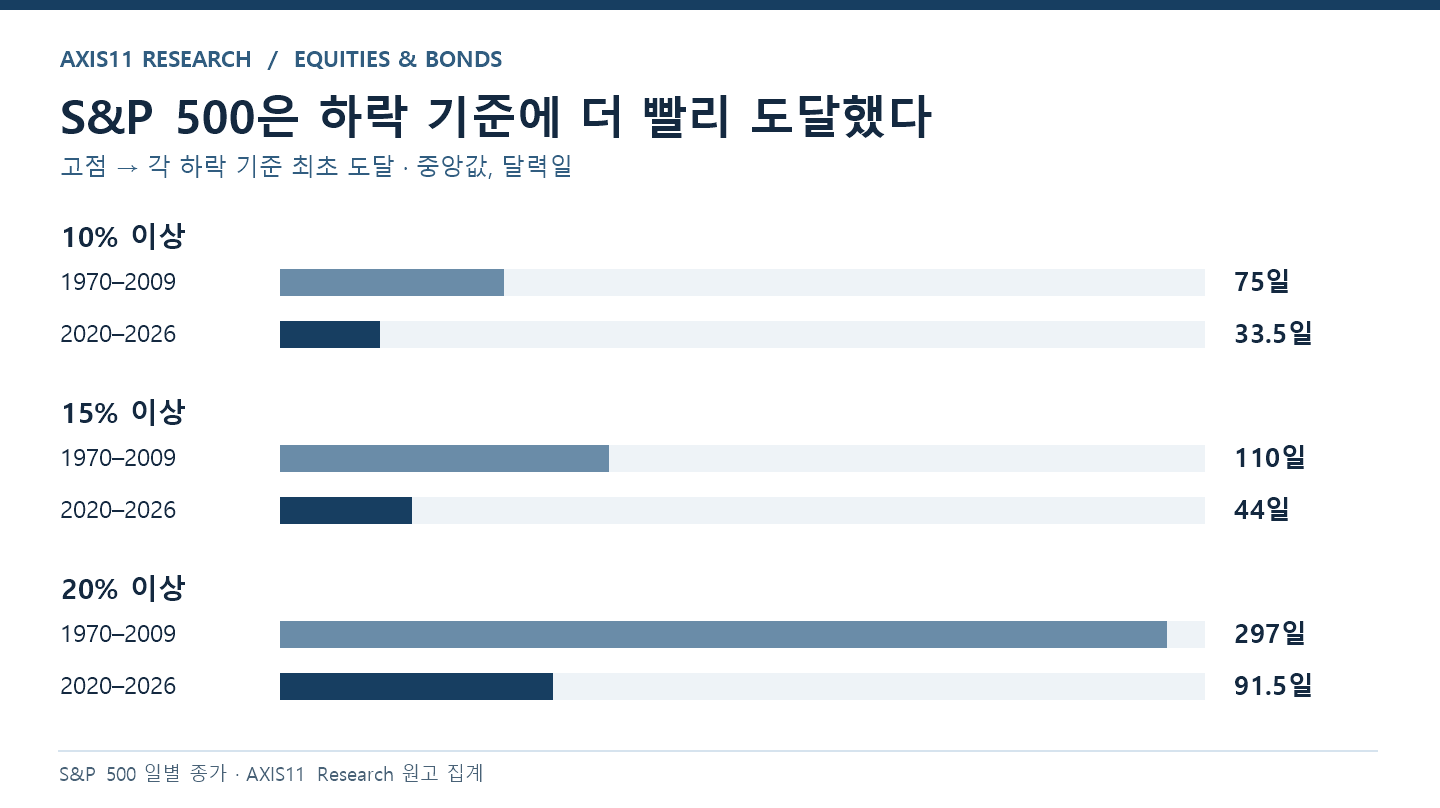 AXIS11 RESEARCH / EQUITIES & BONDS
S&P 500은 하락 기준에 더 빨리 도달했다
고점 → 각 하락 기준 최초 도달 · 중앙값, 달력일
10% 이상
1970–2009 75일
2020–2026 33.5일
15% 이상
1970–2009 110일
2020–2026 44일
20% 이상
1970–2009 297일
2020–2026 91.5일
S&P 500 일별 종가 · AXIS11 Research 원고 집계